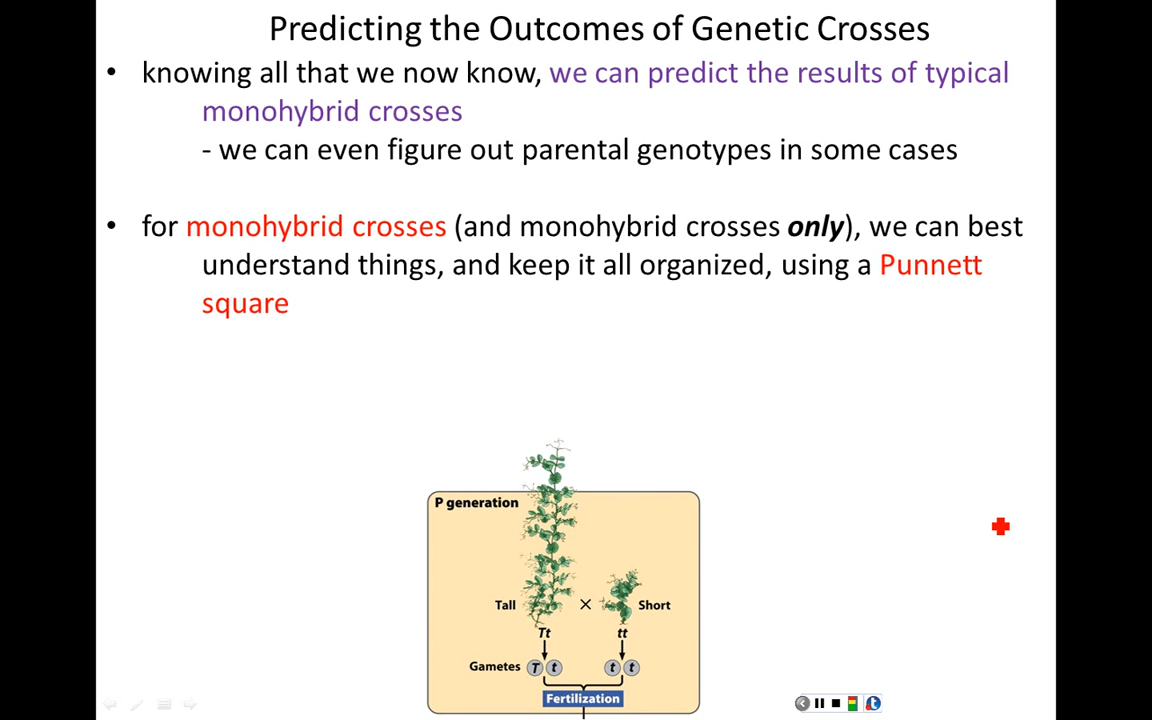 Predicting the Outcomes of Genetic Crosses
• knowing all that we now know, we can predict the results of typical
monohybrid crosses
- we can even figure out parental genotypes in some cases
• for monohybrid crosses (and monohybrid crosses only), we can best
understand things, and keep it all organized, using a Punnett
square
P generation
Tall × Short
Tt tt
Gametes T t t t
Fertilization